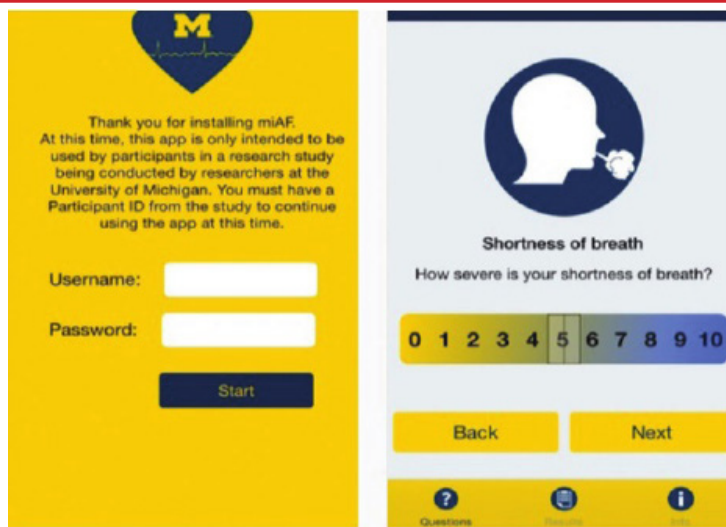 M
Thank you for installing miAF.
At this time, this app is only intended to be
used by participants in a research study
being conducted by researchers at the
University of Michigan. You must have a
Participant ID from the study to continue
using the app at this time.
Username:
Password:
Start
Shortness of breath
How severe is your shortness of breath?
0 1 2 3 4 5 6 7 8 9 10
Back Next
Questions Results Info